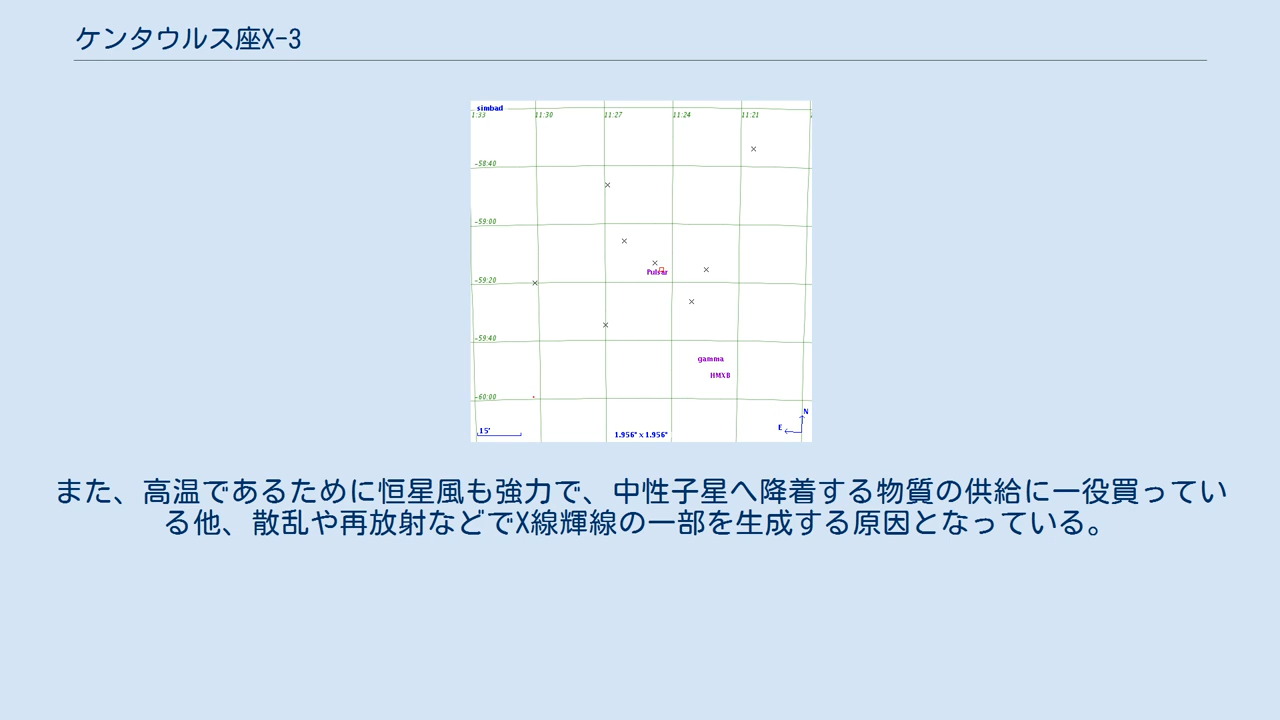 ケンタウルス座X-3
simbad
1:33 11:30 11:27 11:24 11:21
-58:40
-59:00
Pulsar
-59:20
-59:40
gamma
HMXB
-60:00
N
E
15'
1.956° x 1.956°
また、高温であるために恒星風も強力で、中性子星へ降着する物質の供給に一役買ってい
る他、散乱や再放射などでX線輝線の一部を生成する原因となっている。